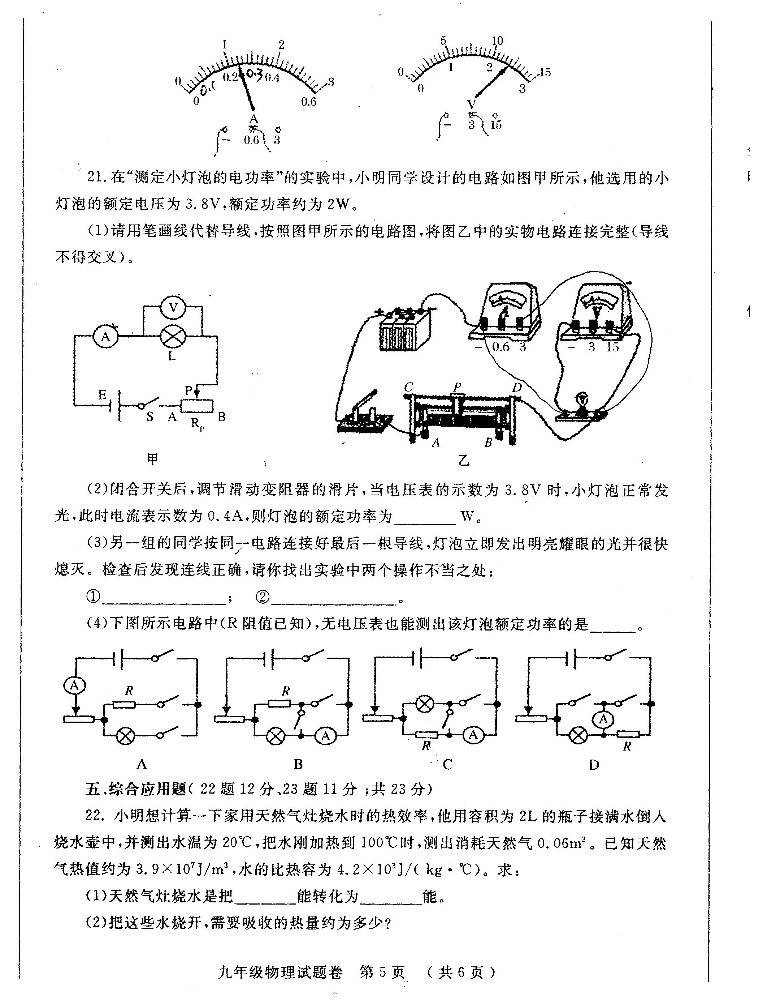 1 2
0 0.2 0.3 0.4 3
0 0.1 0.6
A
− 0.6 3
5 10
0 1 2 15
0 3
V
− 3 15
21.在“测定小灯泡的电功率”的实验中,小明同学设计的电路如图甲所示,他选用的小
灯泡的额定电压为 3.8V,额定功率约为 2W。
(1)请用笔画线代替导线,按照图甲所示的电路图,将图乙中的实物电路连接完整(导线
不得交叉)。
V
A
L
E P
S A R_P B
甲
− 0.6 3
− 3 15
C P D
A B
乙
(2)闭合开关后,调节滑动变阻器的滑片,当电压表的示数为 3.8V 时,小灯泡正常发
光,此时电流表示数为 0.4A,则灯泡的额定功率为________ W。
(3)另一组的同学按同一电路连接好最后一根导线,灯泡立即发出明亮耀眼的光并很快
熄灭。检查后发现连线正确,请你找出实验中两个操作不当之处:
①________________; ②________________。
(4)下图所示电路中(R 阻值已知),无电压表也能测出该灯泡额定功率的是______。
A R
R A
A R
A R
A B C D
五、综合应用题( 22 题 12 分、23 题 11 分 ;共 23 分)
22. 小明想计算一下家用天然气灶烧水时的热效率,他用容积为 2L 的瓶子接满水倒入
烧水壶中,并测出水温为 20℃,把水刚加热到 100℃时,测出消耗天然气 0.06m³。已知天然
气热值约为 3.9×10⁷J/m³,水的比热容为 4.2×10³J/( kg·℃)。求:
(1)天然气灶烧水是把________能转化为________能。
(2)把这些水烧开,需要吸收的热量约为多少?
九年级物理试题卷 第 5 页 (共 6 页)